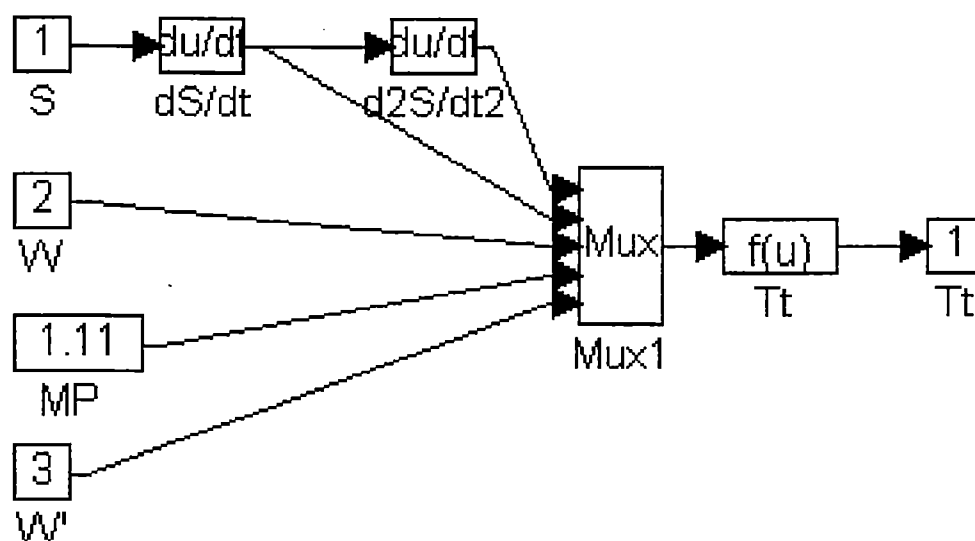 1
S
du/dt
dS/dt
du/dt
d2S/dt2
2
W
1.11
MP
3
W'
Mux
Mux1
f(u)
Tt
1
Tt